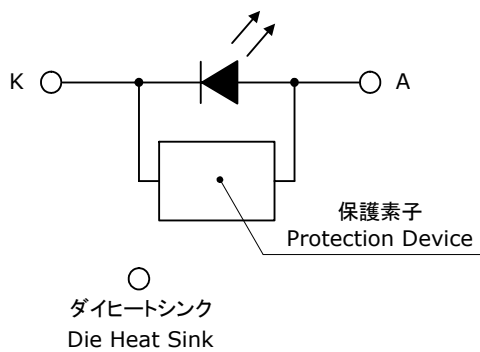 K
A
保護素子
Protection Device
ダイヒートシンク
Die Heat Sink